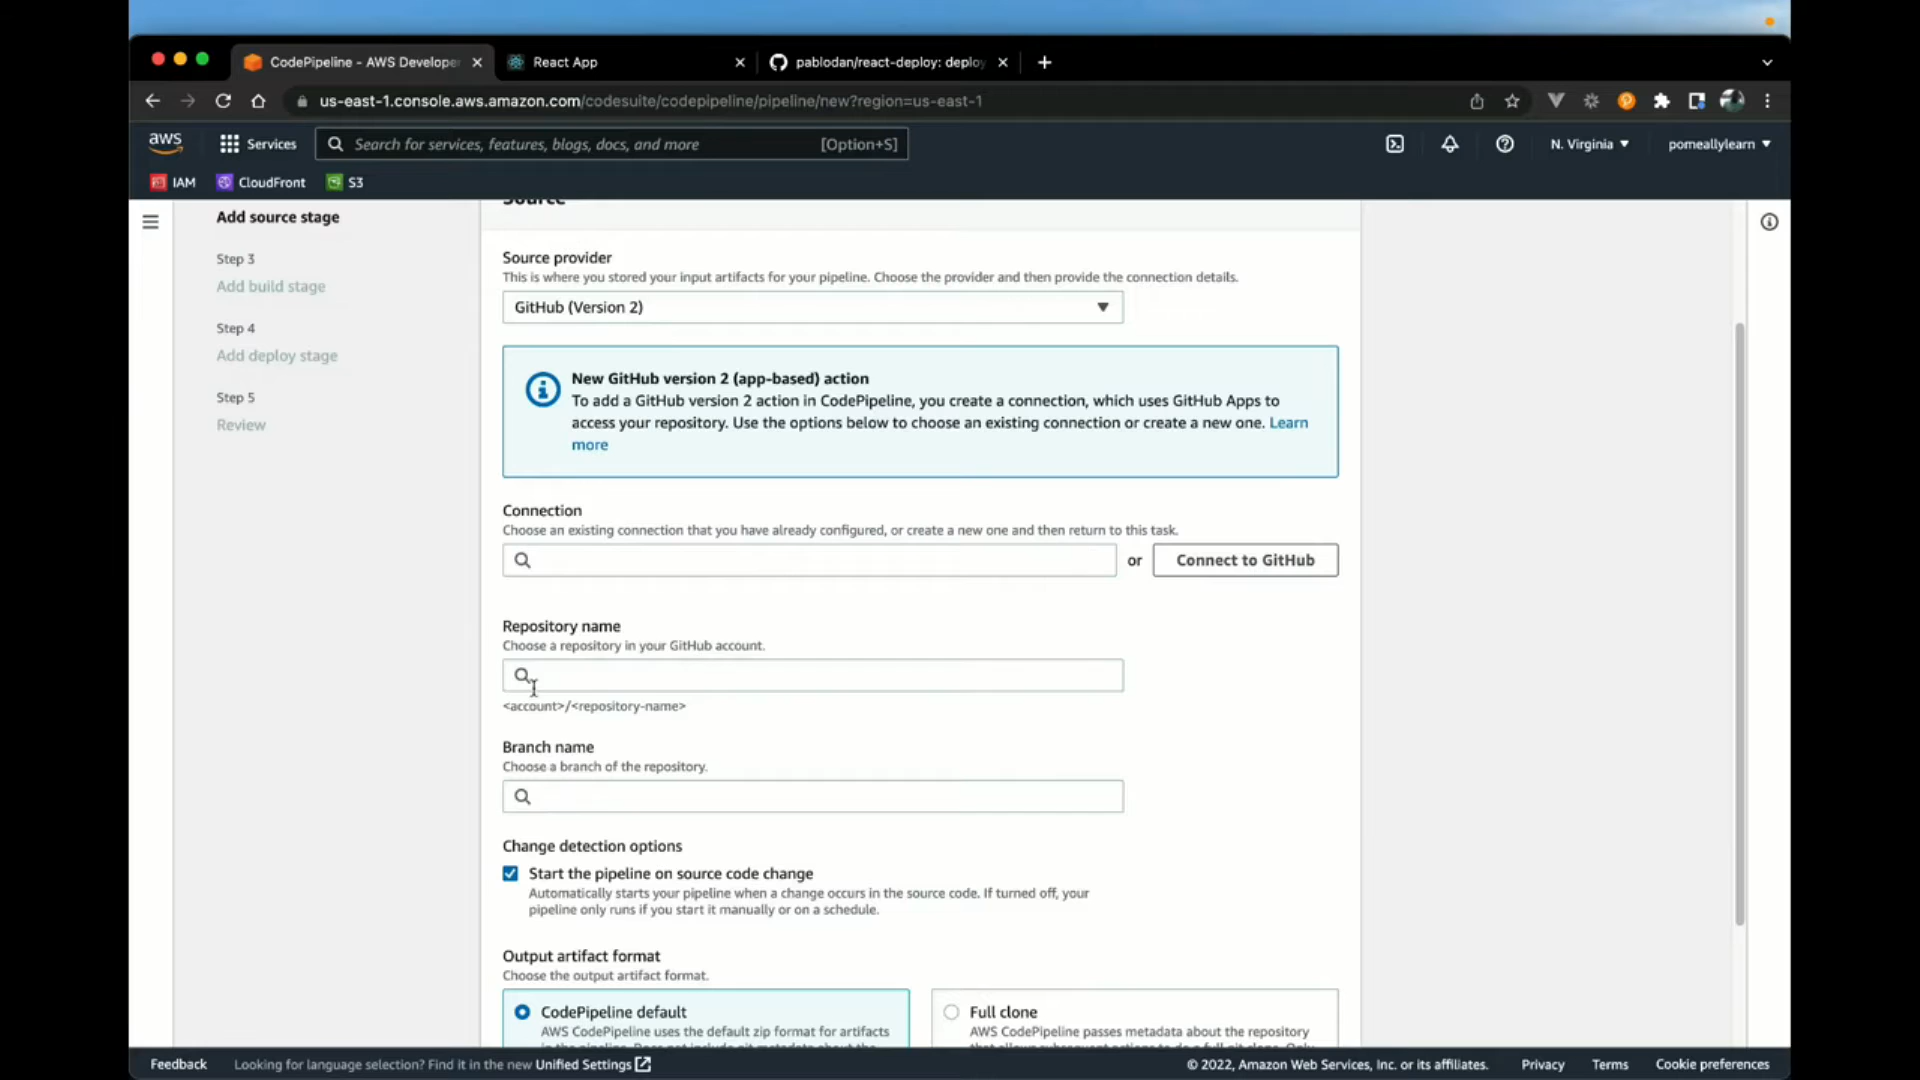 CodePipeline - AWS Develope
React App
pablodan/react-deploy: deploy
us-east-1.console.aws.amazon.com/codesuite/codepipeline/pipeline/new?region=us-east-1
aws
Services
Search for services, features, blogs, docs, and more
[Option+S]
N. Virginia
pomeallylearn
IAM
CloudFront
S3
Add source stage
Step 3
Add build stage
Step 4
Add deploy stage
Step 5
Review
Source
Source provider
This is where you stored your input artifacts for your pipeline. Choose the provider and then provide the connection details.
GitHub (Version 2)
New GitHub version 2 (app-based) action
To add a GitHub version 2 action in CodePipeline, you create a connection, which uses GitHub Apps to
access your repository. Use the options below to choose an existing connection or create a new one. Learn
more
Connection
Choose an existing connection that you have already configured, or create a new one and then return to this task.
or
Connect to GitHub
Repository name
Choose a repository in your GitHub account.
<account>/<repository-name>
Branch name
Choose a branch of the repository.
Change detection options
Start the pipeline on source code change
Automatically starts your pipeline when a change occurs in the source code. If turned off, your
pipeline only runs if you start it manually or on a schedule.
Output artifact format
Choose the output artifact format.
CodePipeline default
AWS CodePipeline uses the default zip format for artifacts
Full clone
AWS CodePipeline passes metadata about the repository
Feedback
Looking for language selection? Find it in the new Unified Settings
© 2022, Amazon Web Services, Inc. or its affiliates.
Privacy
Terms
Cookie preferences